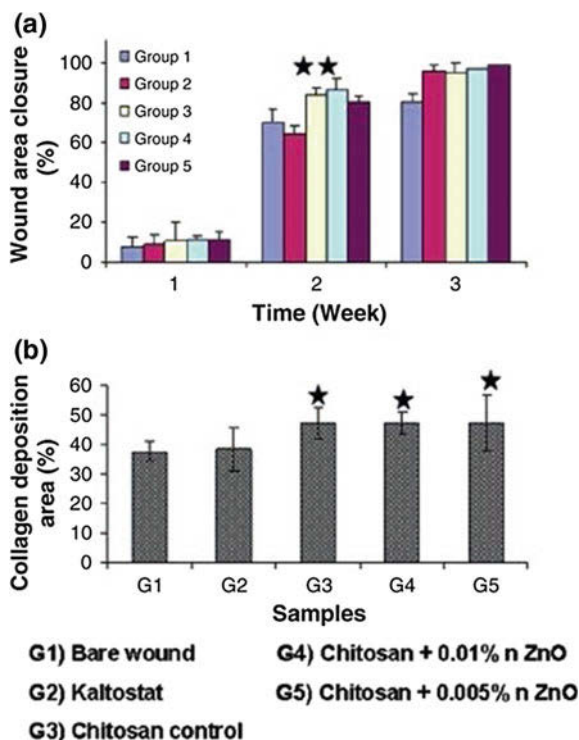 (a)
Group 1
Group 2
Group 3
Group 4
Group 5
100
80
60
40
20
0
Wound area closure
(%)
1 2 3
Time (Week)
(b)
60
50
40
30
20
10
0
Collagen deposition
area (%)
G1 G2 G3 G4 G5
Samples
G1) Bare wound
G2) Kaltostat
G3) Chitosan control
G4) Chitosan + 0.01% n ZnO
G5) Chitosan + 0.005% n ZnO